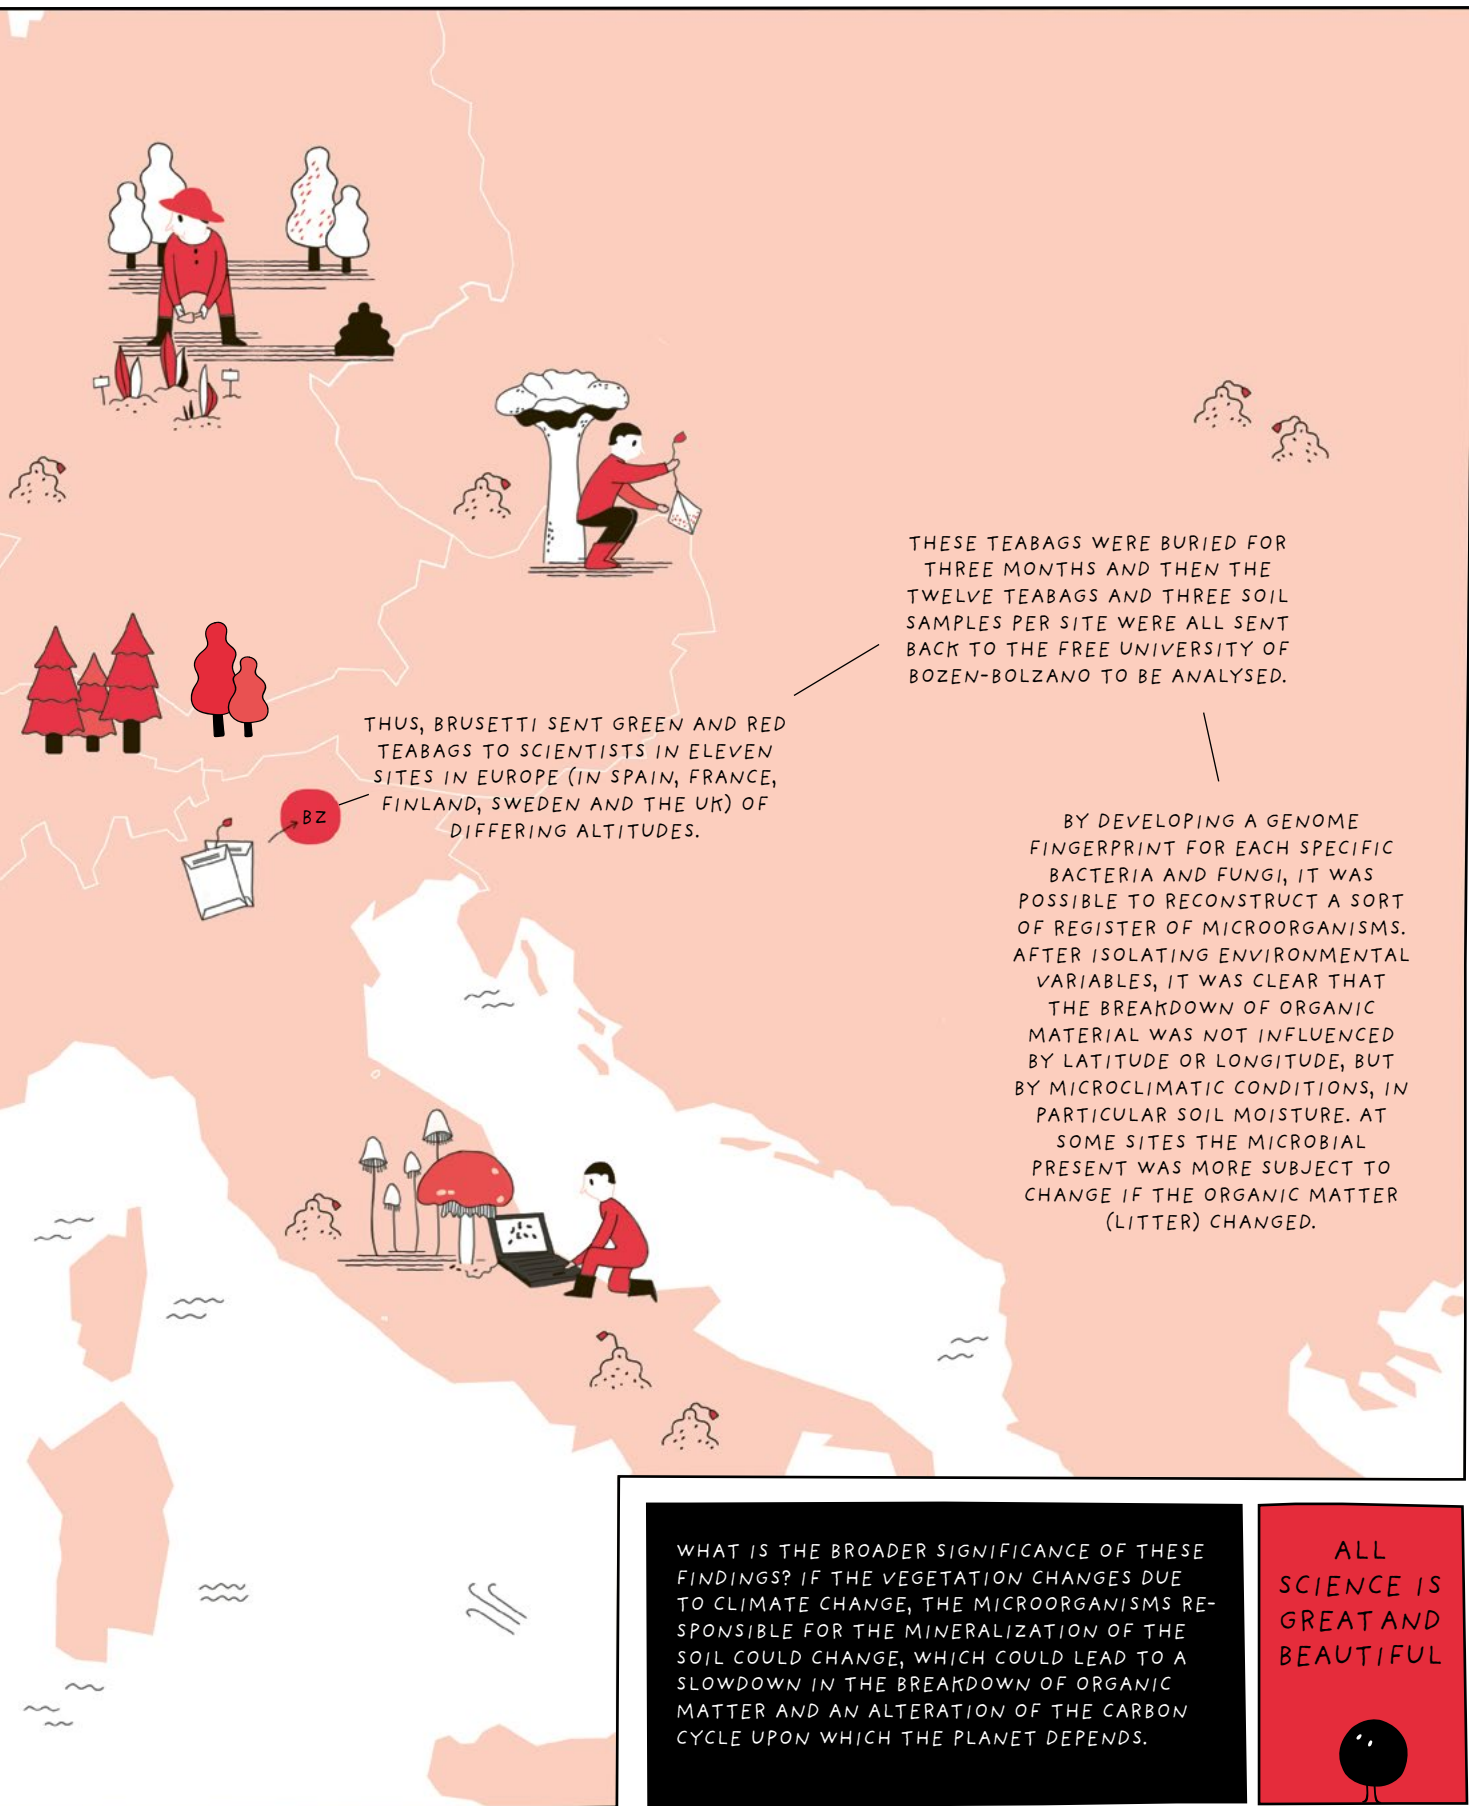 THUS, BRUSETTI SENT GREEN AND RED
TEABAGS TO SCIENTISTS IN ELEVEN
SITES IN EUROPE (IN SPAIN, FRANCE,
FINLAND, SWEDEN AND THE UK) OF
DIFFERING ALTITUDES.
BZ
THESE TEABAGS WERE BURIED FOR
THREE MONTHS AND THEN THE
TWELVE TEABAGS AND THREE SOIL
SAMPLES PER SITE WERE ALL SENT
BACK TO THE FREE UNIVERSITY OF
BOZEN-BOLZANO TO BE ANALYSED.
BY DEVELOPING A GENOME
FINGERPRINT FOR EACH SPECIFIC
BACTERIA AND FUNGI, IT WAS
POSSIBLE TO RECONSTRUCT A SORT
OF REGISTER OF MICROORGANISMS.
AFTER ISOLATING ENVIRONMENTAL
VARIABLES, IT WAS CLEAR THAT
THE BREAKDOWN OF ORGANIC
MATERIAL WAS NOT INFLUENCED
BY LATITUDE OR LONGITUDE, BUT
BY MICROCLIMATIC CONDITIONS, IN
PARTICULAR SOIL MOISTURE. AT
SOME SITES THE MICROBIAL
PRESENT WAS MORE SUBJECT TO
CHANGE IF THE ORGANIC MATTER
(LITTER) CHANGED.
WHAT IS THE BROADER SIGNIFICANCE OF THESE
FINDINGS? IF THE VEGETATION CHANGES DUE
TO CLIMATE CHANGE, THE MICROORGANISMS RE-
SPONSIBLE FOR THE MINERALIZATION OF THE
SOIL COULD CHANGE, WHICH COULD LEAD TO A
SLOWDOWN IN THE BREAKDOWN OF ORGANIC
MATTER AND AN ALTERATION OF THE CARBON
CYCLE UPON WHICH THE PLANET DEPENDS.
ALL
SCIENCE IS
GREAT AND
BEAUTIFUL